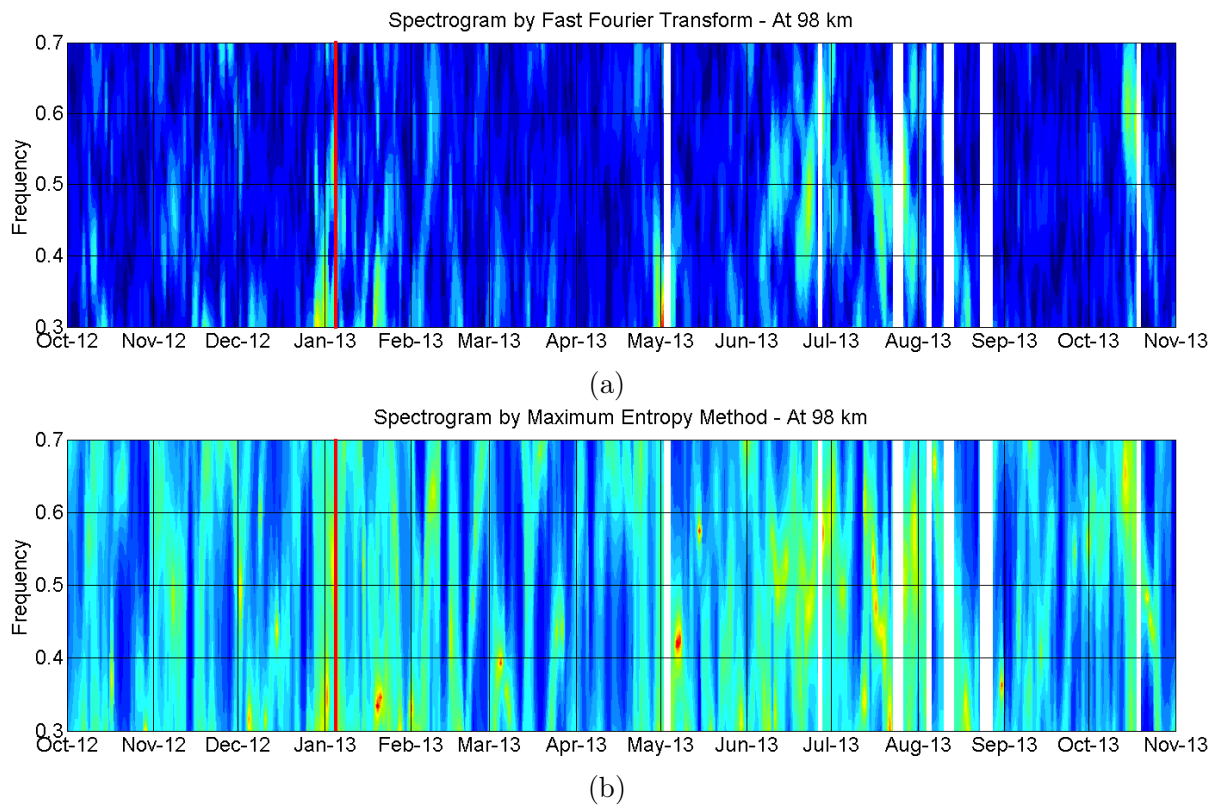 Spectrogram by Fast Fourier Transform - At 98 km
0.7
0.6
0.5
0.4
0.3
Frequency
Oct-12 Nov-12 Dec-12 Jan-13 Feb-13 Mar-13 Apr-13 May-13 Jun-13 Jul-13 Aug-13 Sep-13 Oct-13 Nov-13
(a)
Spectrogram by Maximum Entropy Method - At 98 km
0.7
0.6
0.5
0.4
0.3
Frequency
Oct-12 Nov-12 Dec-12 Jan-13 Feb-13 Mar-13 Apr-13 May-13 Jun-13 Jul-13 Aug-13 Sep-13 Oct-13 Nov-13
(b)